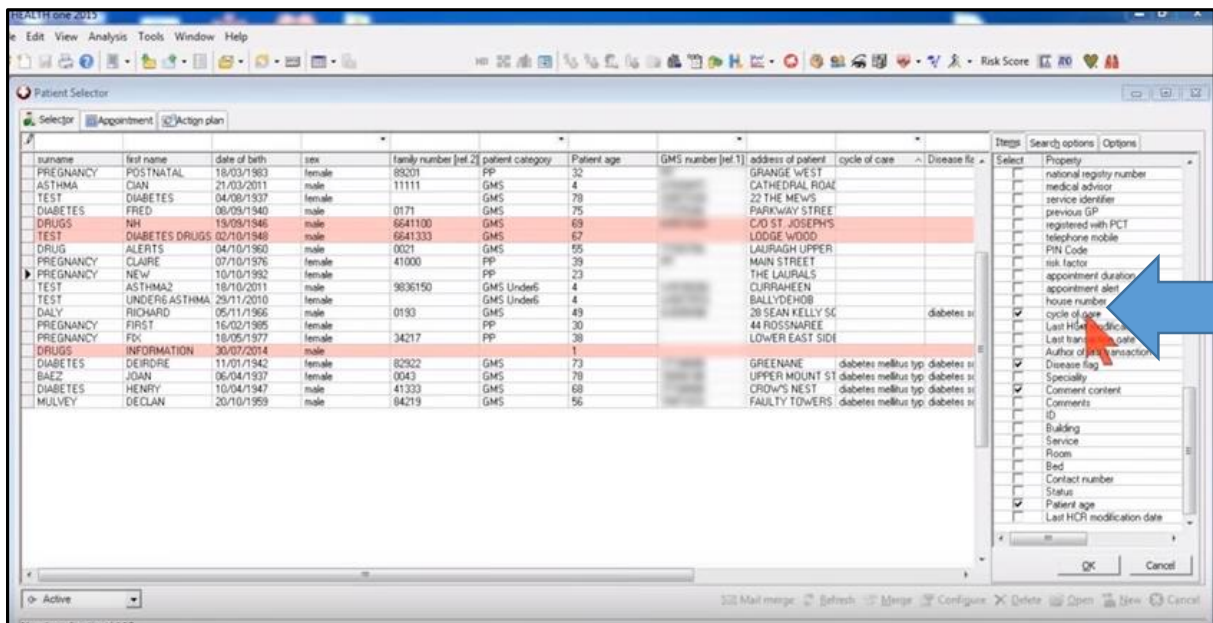 HEALTH one 2015
Edit View Analysis Tools Window Help
Risk Score
Patient Selector
Selector Appointment Action plan
Items Search options Options
surname first name date of birth sex family number [ref.2] patient category Patient age GMS number [ref.1] address of patient cycle of care Disease fla
PREGNANCY POSTNATAL 18/03/1983 female 89201 PP 32 GRANGE WEST
ASTHMA CIAN 21/03/2011 male 11111 GMS 4 CATHEDRAL ROAD
TEST DIABETES 04/08/1937 female GMS 78 22 THE MEWS
DIABETES FRED 08/09/1940 male 0171 GMS 75 PARKWAY STREE
DRUGS NH 19/09/1946 male 6641100 GMS 69 C/O ST. JOSEPH'S
TEST DIABETES DRUGS 02/10/1948 male 6641333 GMS 67 LODGE WOOD
DRUG ALERTS 04/10/1960 male 0021 GMS 55 LAURAGH UPPER
PREGNANCY CLAIRE 07/10/1976 female 41000 PP 39 MAIN STREET
PREGNANCY NEW 10/10/1992 female PP 23 THE LAURALS
TEST ASTHMA2 18/10/2011 male 9836150 GMS Under6 4 CURRAHEEN
TEST UNDER6 ASTHMA 29/11/2010 female GMS Under6 4 BALLYDEHOB
DALY RICHARD 05/11/1966 male 0193 GMS 49 28 SEAN KELLY SQ diabetes sc
PREGNANCY FIRST 16/02/1985 female PP 30 44 ROSSNAREE
PREGNANCY FIX 18/05/1977 female 34217 PP 38 LOWER EAST SIDE
DRUGS INFORMATION 30/07/2014 male 1
DIABETES DEIRDRE 11/01/1942 female 82922 GMS 73 GREENANE diabetes mellitus typ diabetes sc
BAEZ JOAN 06/04/1937 female 0043 GMS 78 UPPER MOUNT ST diabetes mellitus typ diabetes sc
DIABETES HENRY 10/04/1947 male 41333 GMS 68 CROW'S NEST diabetes mellitus typ diabetes sc
MULVEY DECLAN 20/10/1959 male 84219 GMS 56 FAULTY TOWERS diabetes mellitus typ diabetes sc
Select Property
national registry number
medical advisor
service identifier
previous GP
registered with PCT
telephone mobile
PIN Code
risk factor
appointment duration
appointment alert
house number
cycle of care
Last
Last date
Author of transaction
Disease flag
Speciality
Comment content
Comments
ID
Building
Service
Room
Bed
Contact number
Status
Patient age
Last HCR modification date
OK Cancel
Active
Mail merge Refresh Merge Configure Delete Open New Cancel